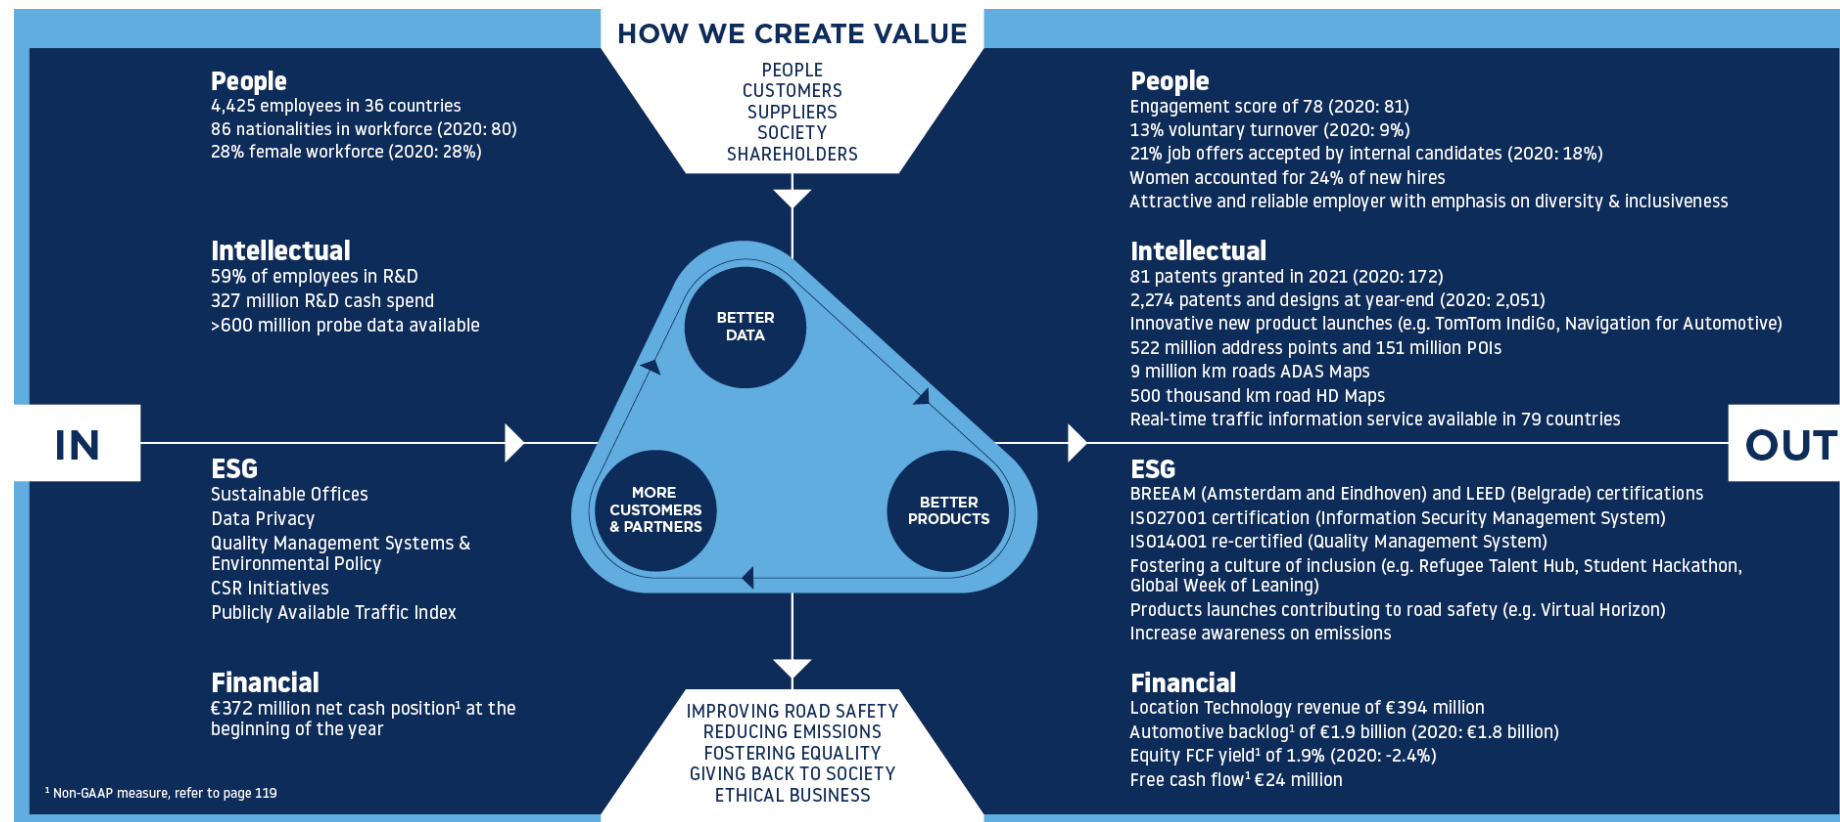 HOW WE CREATE VALUE
PEOPLE
CUSTOMERS
SUPPLIERS
SOCIETY
SHAREHOLDERS
People
4,425 employees in 36 countries
86 nationalities in workforce (2020: 80)
28% female workforce (2020: 28%)
Intellectual
59% of employees in R&D
327 million R&D cash spend
>600 million probe data available
IN
ESG
Sustainable Offices
Data Privacy
Quality Management Systems &
Environmental Policy
CSR Initiatives
Publicly Available Traffic Index
Financial
€372 million net cash position¹ at the
beginning of the year
¹ Non-GAAP measure, refer to page 119
BETTER
DATA
MORE
CUSTOMERS
& PARTNERS
BETTER
PRODUCTS
IMPROVING ROAD SAFETY
REDUCING EMISSIONS
FOSTERING EQUALITY
GIVING BACK TO SOCIETY
ETHICAL BUSINESS
People
Engagement score of 78 (2020: 81)
13% voluntary turnover (2020: 9%)
21% job offers accepted by internal candidates (2020: 18%)
Women accounted for 24% of new hires
Attractive and reliable employer with emphasis on diversity & inclusiveness
Intellectual
81 patents granted in 2021 (2020: 172)
2,274 patents and designs at year-end (2020: 2,051)
Innovative new product launches (e.g. TomTom IndiGo, Navigation for Automotive)
522 million address points and 151 million POIs
9 million km roads ADAS Maps
500 thousand km road HD Maps
Real-time traffic information service available in 79 countries
OUT
ESG
BREEAM (Amsterdam and Eindhoven) and LEED (Belgrade) certifications
ISO27001 certification (Information Security Management System)
ISO14001 re-certified (Quality Management System)
Fostering a culture of inclusion (e.g. Refugee Talent Hub, Student Hackathon,
Global Week of Leaning)
Products launches contributing to road safety (e.g. Virtual Horizon)
Increase awareness on emissions
Financial
Location Technology revenue of €394 million
Automotive backlog¹ of €1.9 billion (2020: €1.8 billion)
Equity FCF yield¹ of 1.9% (2020: -2.4%)
Free cash flow¹ €24 million